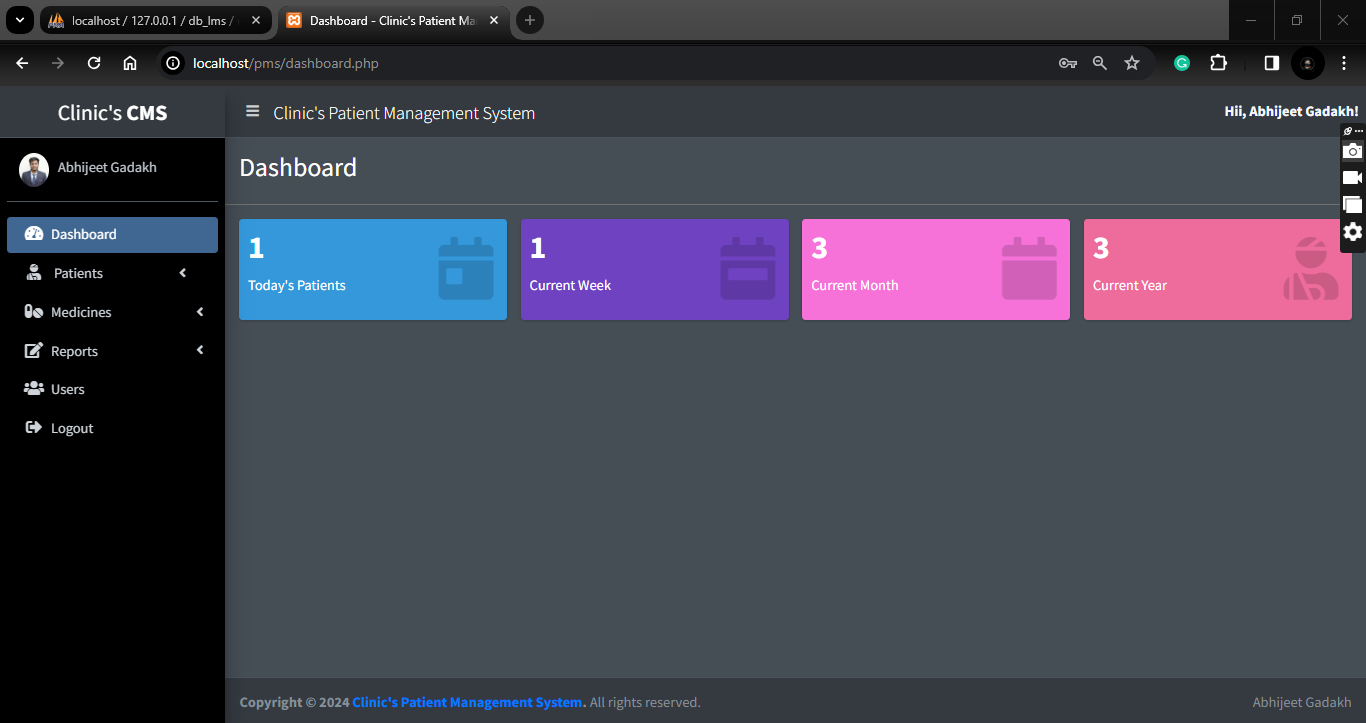 localhost / 127.0.0.1 / db_lms /
Dashboard - Clinic's Patient Ma
localhost/pms/dashboard.php
Clinic's CMS
Clinic's Patient Management System
Hii, Abhijeet Gadakh!
Abhijeet Gadakh
Dashboard
Dashboard
Patients
Medicines
Reports
Users
Logout
1
Today's Patients
1
Current Week
3
Current Month
3
Current Year
Copyright © 2024 Clinic's Patient Management System. All rights reserved.
Abhijeet Gadakh